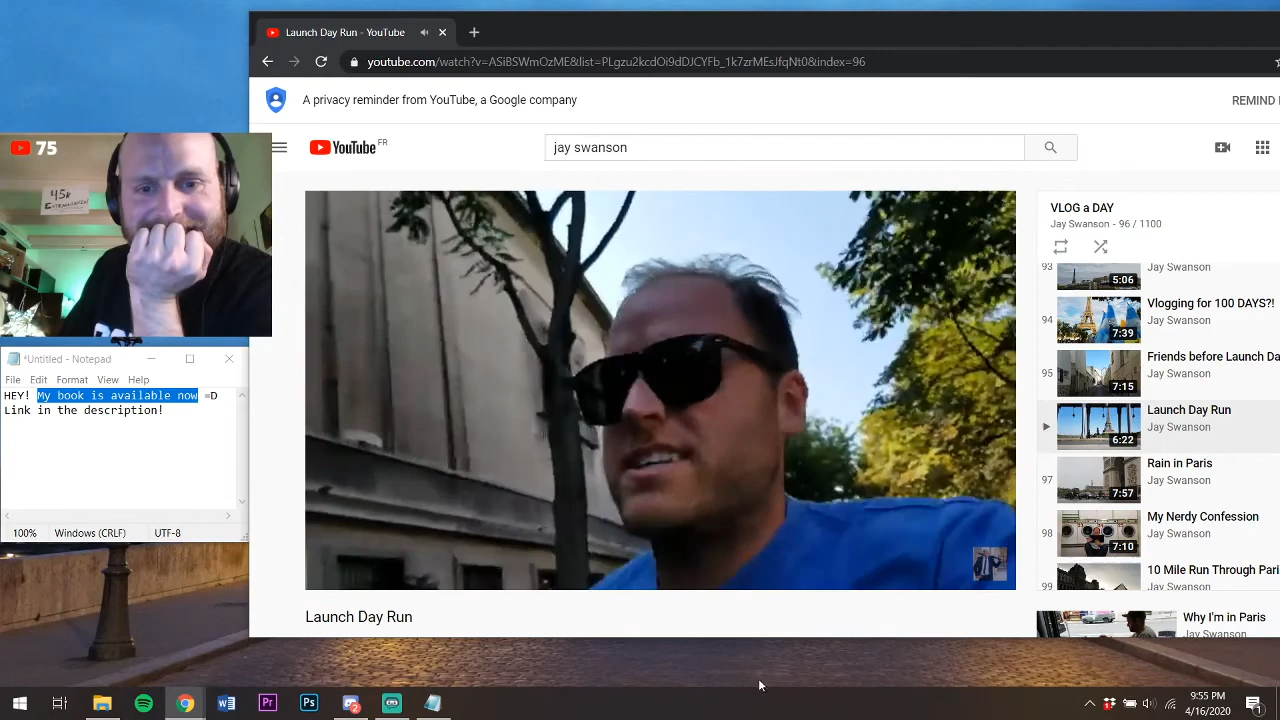 Launch Day Run - YouTube
youtube.com/watch?v=ASiBSWmOzME&list=PLgzu2kcdOi9dDJCYFb_1k7zrMEsJfqNt0&index=96
A privacy reminder from YouTube, a Google company
REMIND
YouTube FR
jay swanson
75
45k
VLOG a DAY
Jay Swanson - 96 / 1100
93
5:06
Jay Swanson
94
7:39
Vlogging for 100 DAYS?!
Jay Swanson
95
7:15
Friends before Launch Da
Jay Swanson
6:22
Launch Day Run
Jay Swanson
97
7:57
Rain in Paris
Jay Swanson
98
7:10
My Nerdy Confession
Jay Swanson
99
10 Mile Run Through Pari
Why I'm in Paris
Jay Swanson
Launch Day Run
*Untitled - Notepad
File Edit Format View Help
HEY! My book is available now =D
Link in the description!
100% Windows (CRLF) UTF-8
W
Pr
Ps
2
9:55 PM
4/16/2020
1